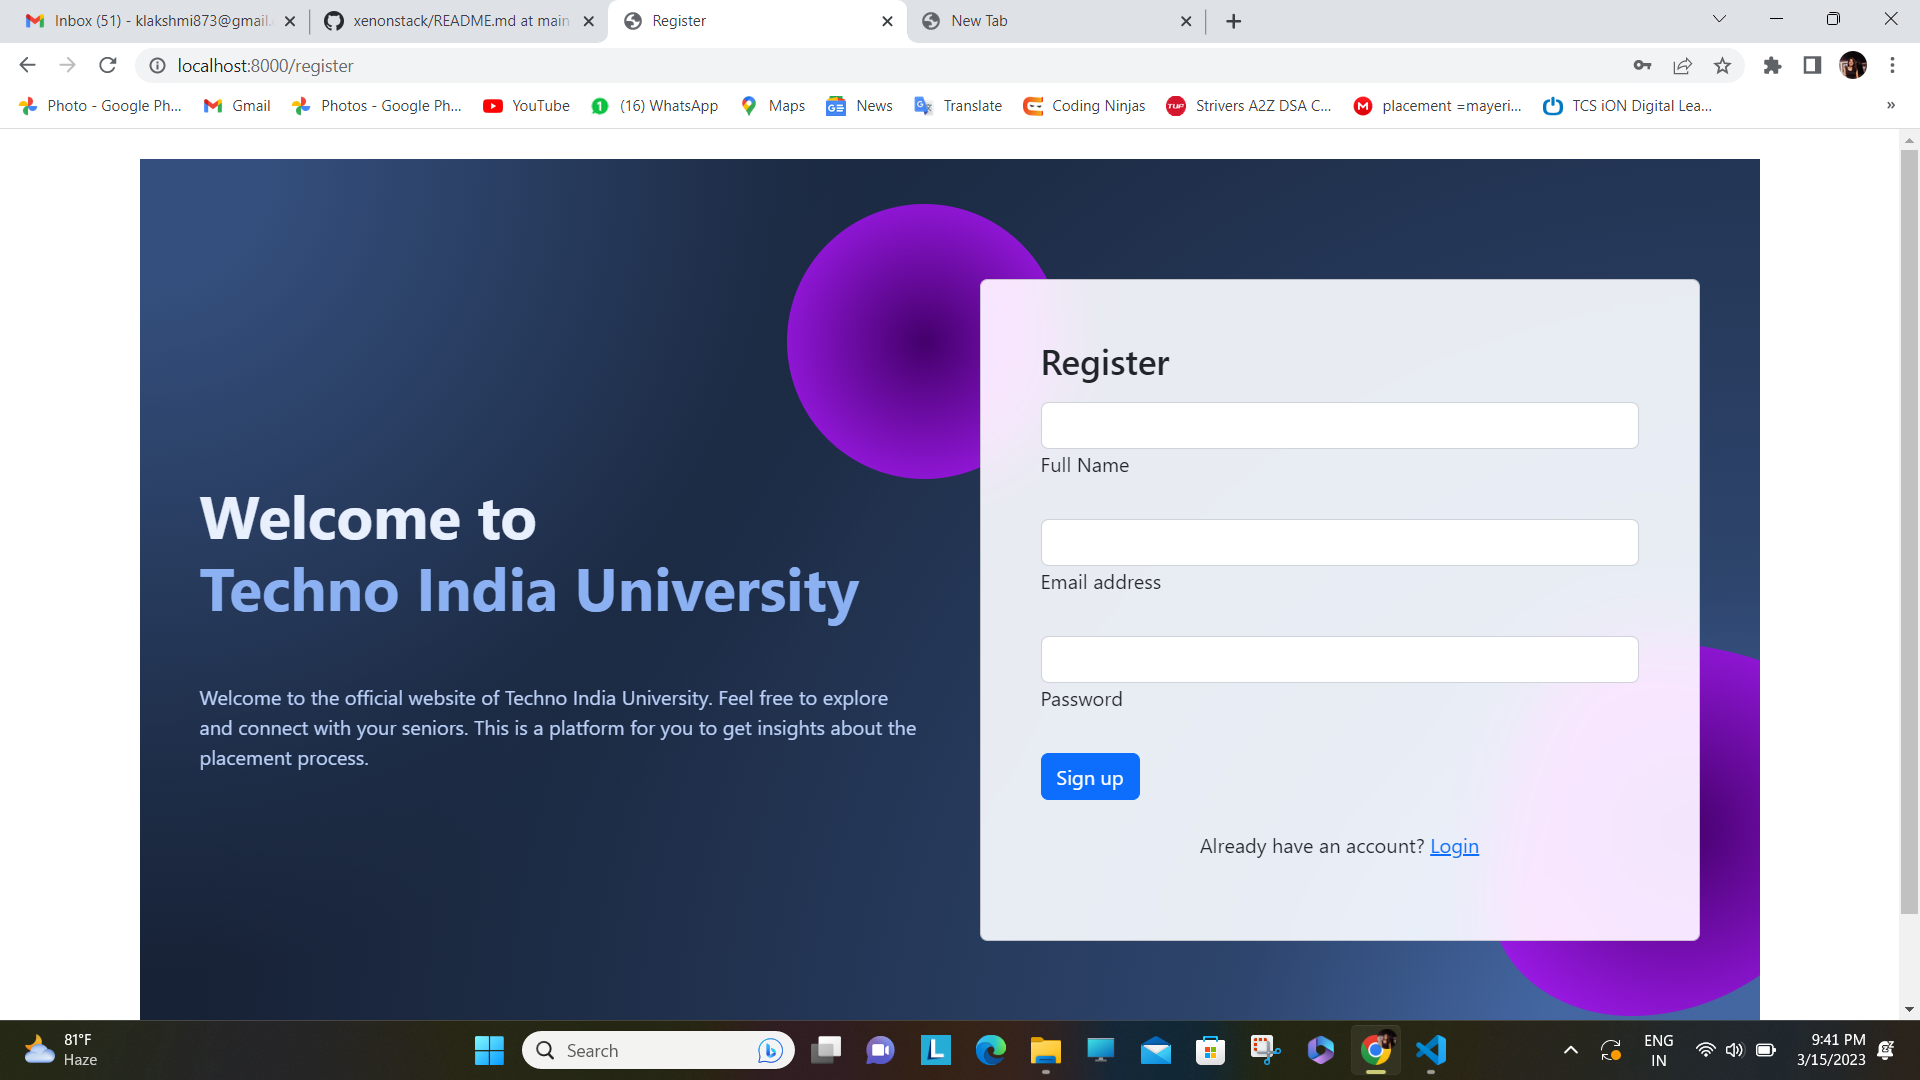 Inbox (51) - klakshmi873@gmail.
xenonstack/README.md at main
Register
New Tab
localhost:8000/register
Photo - Google Ph...
Gmail
Photos - Google Ph...
YouTube
1
(16) WhatsApp
Maps
News
Translate
Coding Ninjas
TUF
Strivers A2Z DSA C...
M
placement =mayeri...
TCS iON Digital Lea...
»
Welcome to
Techno India University
Welcome to the official website of Techno India University. Feel free to explore
and connect with your seniors. This is a platform for you to get insights about the
placement process.
Register
Full Name
Email address
Password
Sign up
Already have an account? Login
81°F
Haze
Search
L
ENG
IN
9:41 PM
3/15/2023